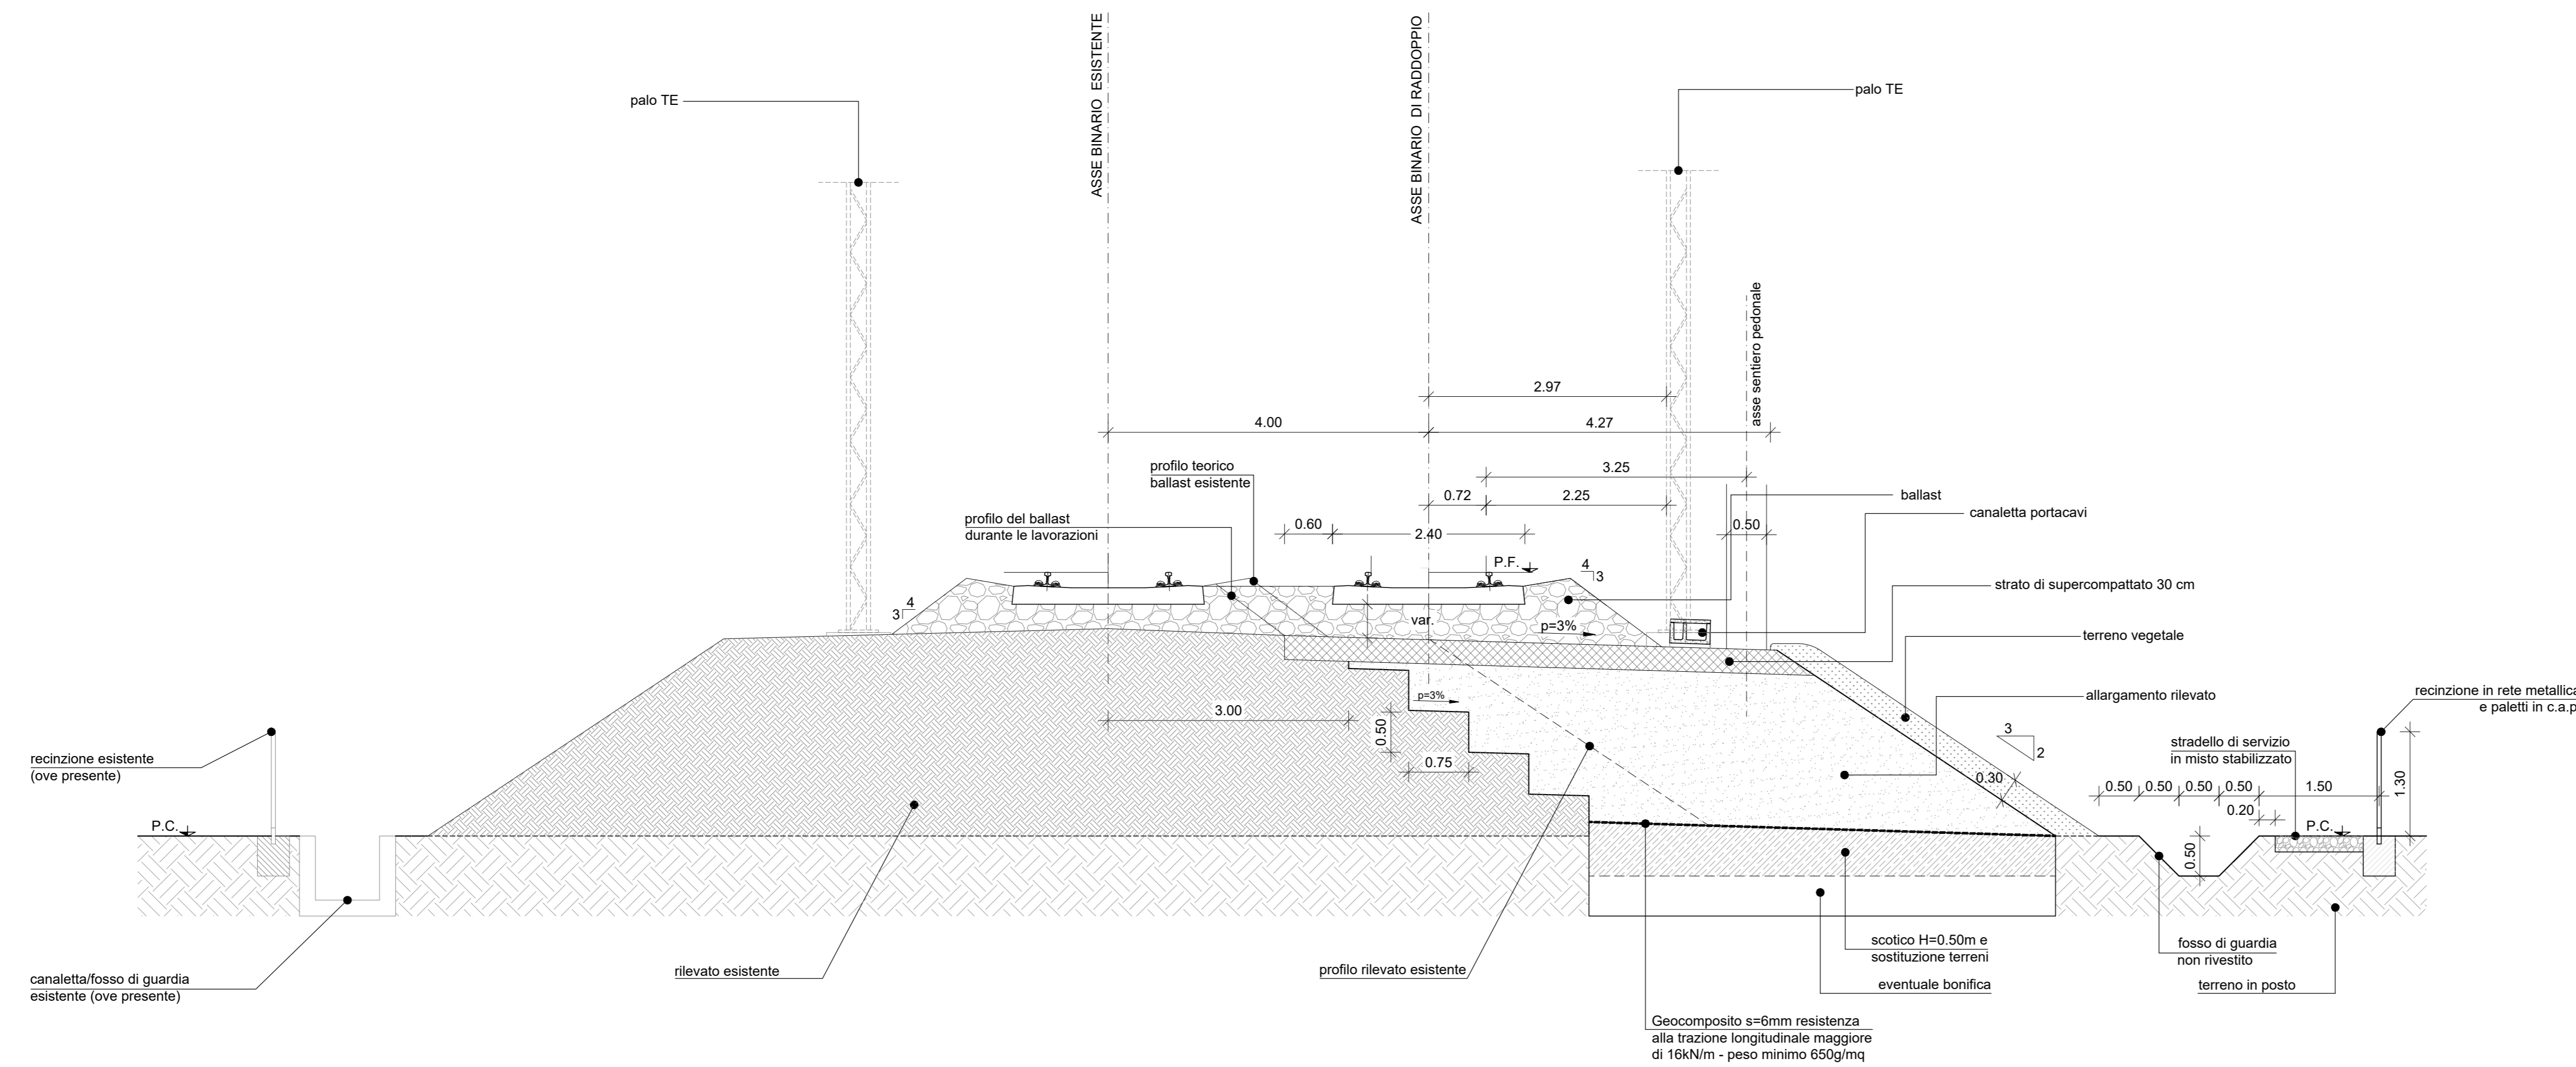 ASSE BINARIO ESISTENTE
ASSE BINARIO DI RADDOPPIO
palo TE
palo TE
asse sentiero pedonale
2.97
4.00
4.27
profilo teorico
ballast esistente
3.25
0.72
2.25
ballast
canaletta portacavi
profilo del ballast
durante le lavorazioni
0.60
2.40
0.50
P.F.
4
3
strato di supercompattato 30 cm
4
3
var.
p=3%
terreno vegetale
p=3%
allargamento rilevato
recinzione in rete metallica
e paletti in c.a.p
3.00
0.50
0.75
3
2
0.30
recinzione esistente
(ove presente)
stradello di servizio
in misto stabilizzato
0.50
0.50
0.50
0.50
1.50
1.30
0.20
P.C.
P.C.
0.50
rilevato esistente
profilo rilevato esistente
scotico H=0.50m e
sostituzione terreni
fosso di guardia
non rivestito
canaletta/fosso di guardia
esistente (ove presente)
eventuale bonifica
terreno in posto
Geocomposito s=6mm resistenza
alla trazione longitudinale maggiore
di 16kN/m - peso minimo 650g/mq